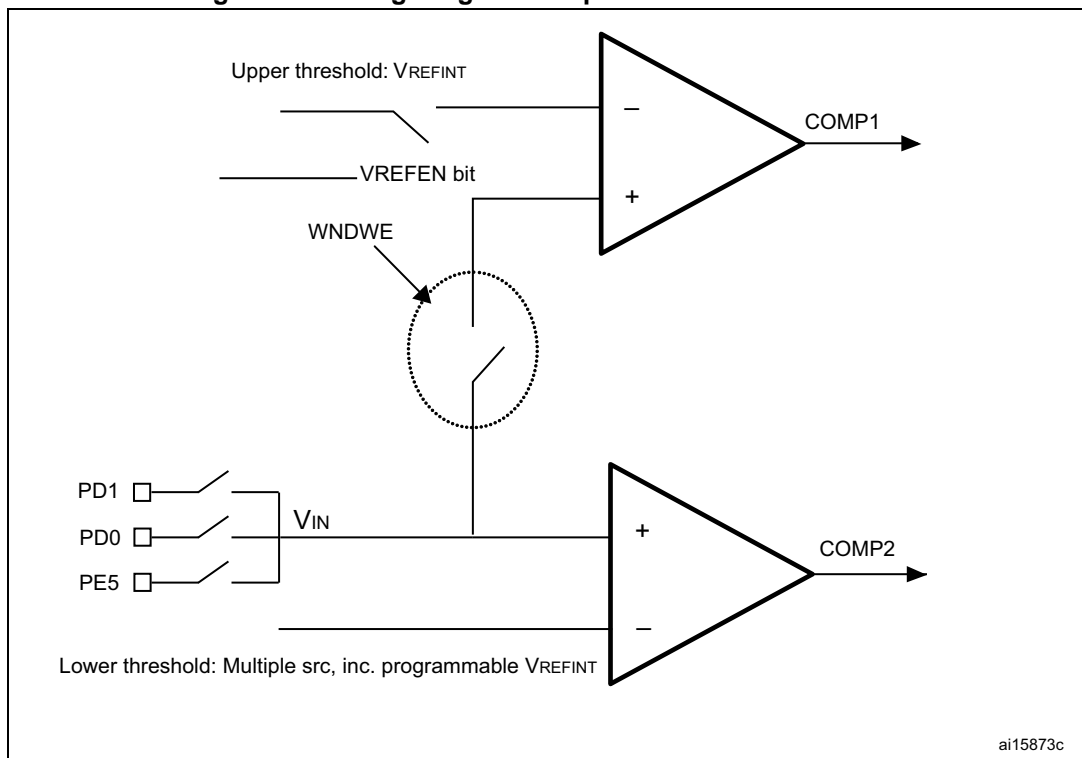 Upper threshold: VREFINT
COMP1
–
VREFEN bit
+
WNDWE
PD1
VIN
PD0
+
COMP2
PE5
–
Lower threshold: Multiple src, inc. programmable VREFINT
ai15873c